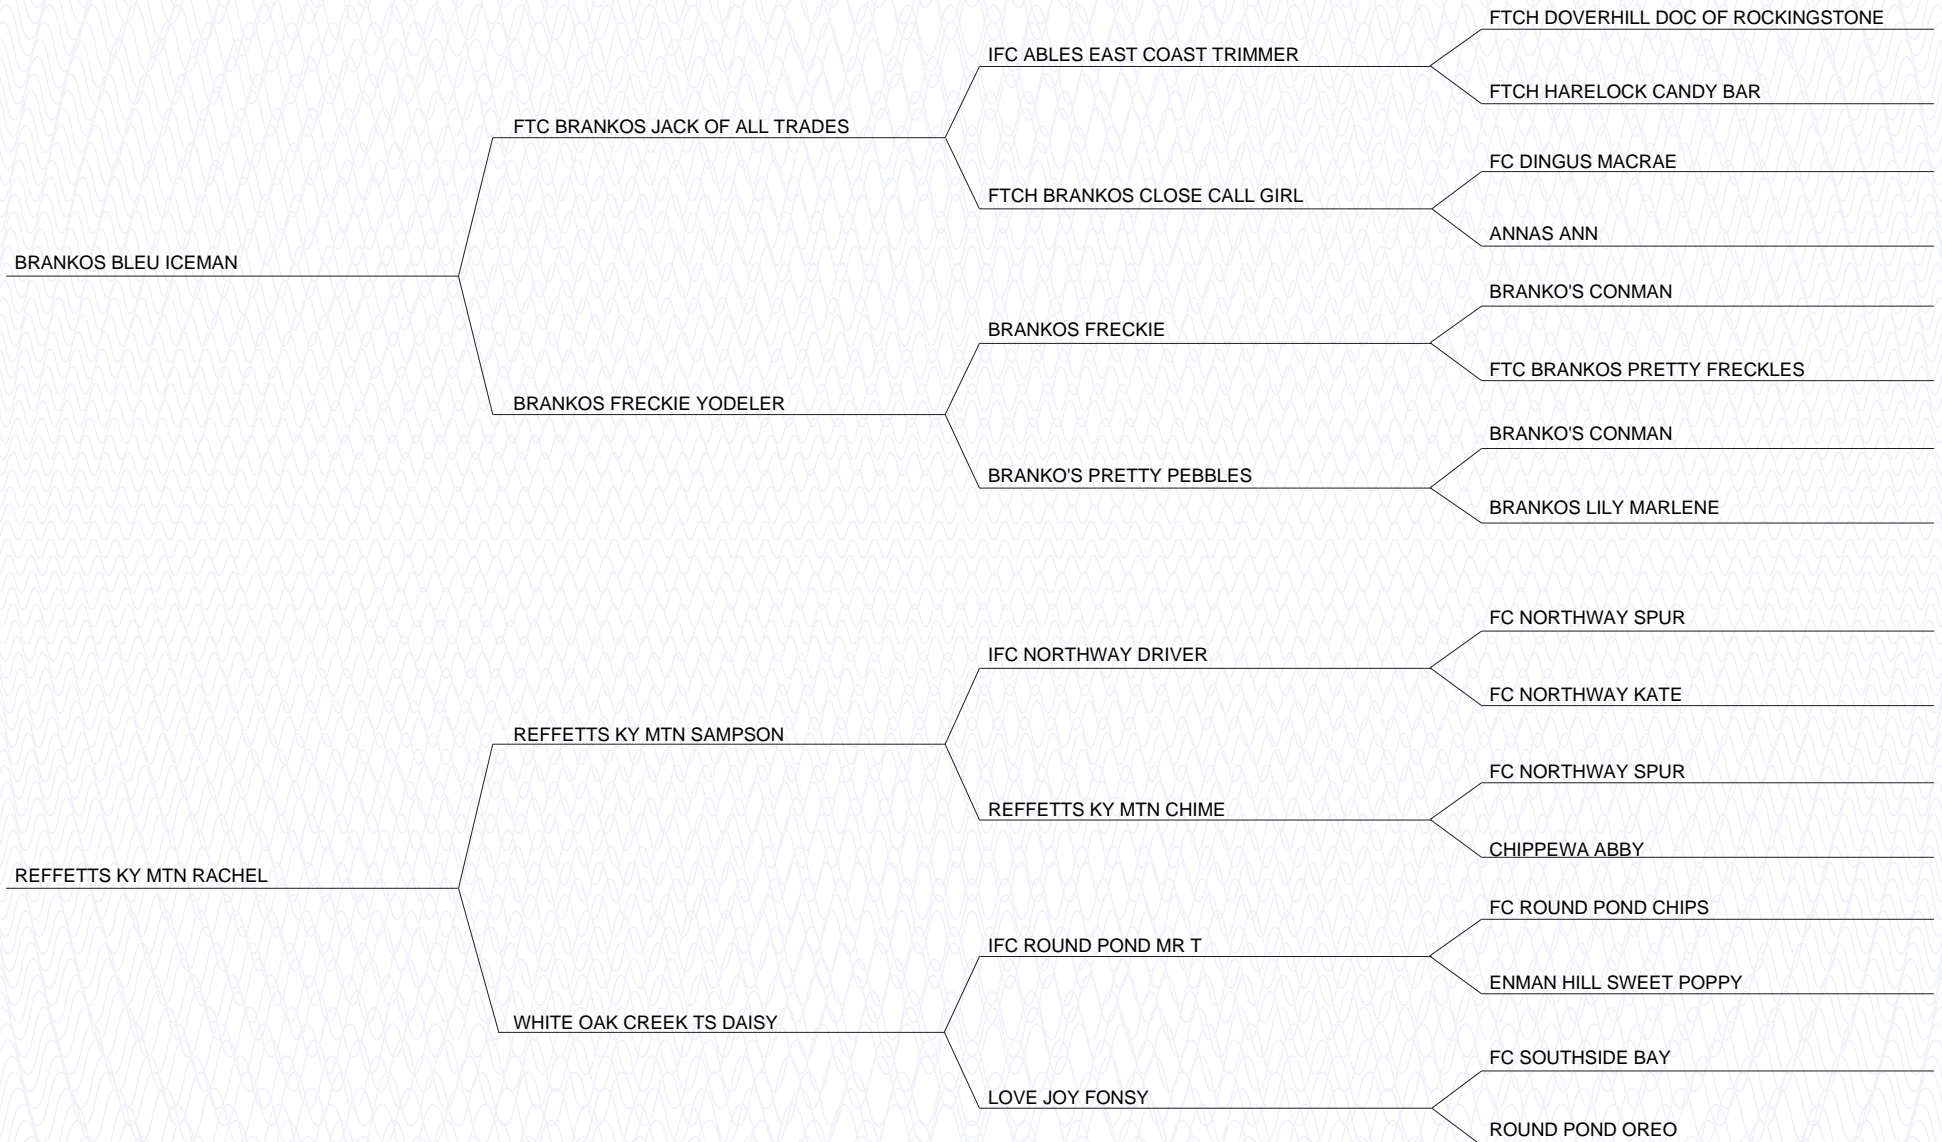 FTCH DOVERHILL DOC OF ROCKINGSTONE
IFC ABLES EAST COAST TRIMMER
FTCH HARELOCK CANDY BAR
FTC BRANKOS JACK OF ALL TRADES
FC DINGUS MACRAE
FTCH BRANKOS CLOSE CALL GIRL
ANNAS ANN
BRANKOS BLEU ICEMAN
BRANKO'S CONMAN
BRANKOS FRECKIE
FTC BRANKOS PRETTY FRECKLES
BRANKOS FRECKIE YODELER
BRANKO'S CONMAN
BRANKO'S PRETTY PEBBLES
BRANKOS LILY MARLENE
FC NORTHWAY SPUR
IFC NORTHWAY DRIVER
FC NORTHWAY KATE
REFFETTS KY MTN SAMPSON
FC NORTHWAY SPUR
REFFETTS KY MTN CHIME
CHIPPEWA ABBY
REFFETTS KY MTN RACHEL
FC ROUND POND CHIPS
IFC ROUND POND MR T
ENMAN HILL SWEET POPPY
WHITE OAK CREEK TS DAISY
FC SOUTHSIDE BAY
LOVE JOY FONSY
ROUND POND OREO